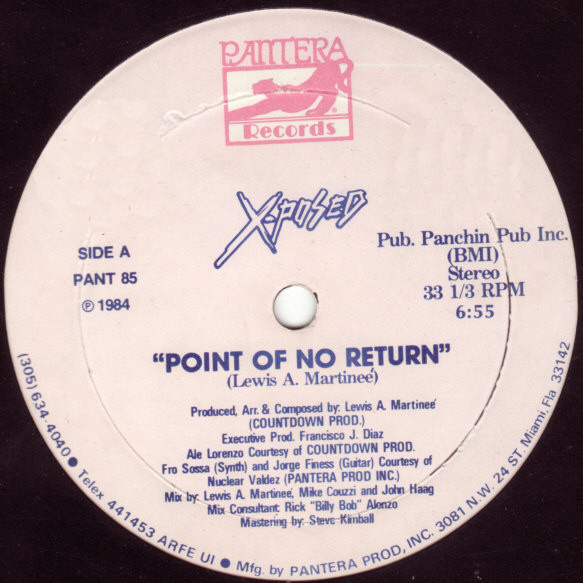 PANTERA
Records
X-POSED
SIDE A
PANT 85
℗ 1984
Pub. Panchin Pub Inc.
(BMI)
Stereo
33 1/3 RPM
6:55
"POINT OF NO RETURN"
(Lewis A. Martineé)
Produced, Arr. & Composed by: Lewis A. Martineé
(COUNTDOWN PROD.)
Executive Prod. Francisco J. Diaz
Ale Lorenzo Courtesy of COUNTDOWN PROD.
Fro Sossa (Synth) and Jorge Finess (Guitar) Courtesy of
Nuclear Valdez (PANTERA PROD INC.)
Mix by: Lewis A. Martineé, Mike Couzzi and John Haag
Mix Consultant: Rick "Billy Bob" Alonzo
Mastering by: Steve Kimball
(305) 634-4040 • Telex 441453 ARFE UI • Mfg. by PANTERA PROD, INC. 3081 N.W. 24 ST. Miami, Fla 33142